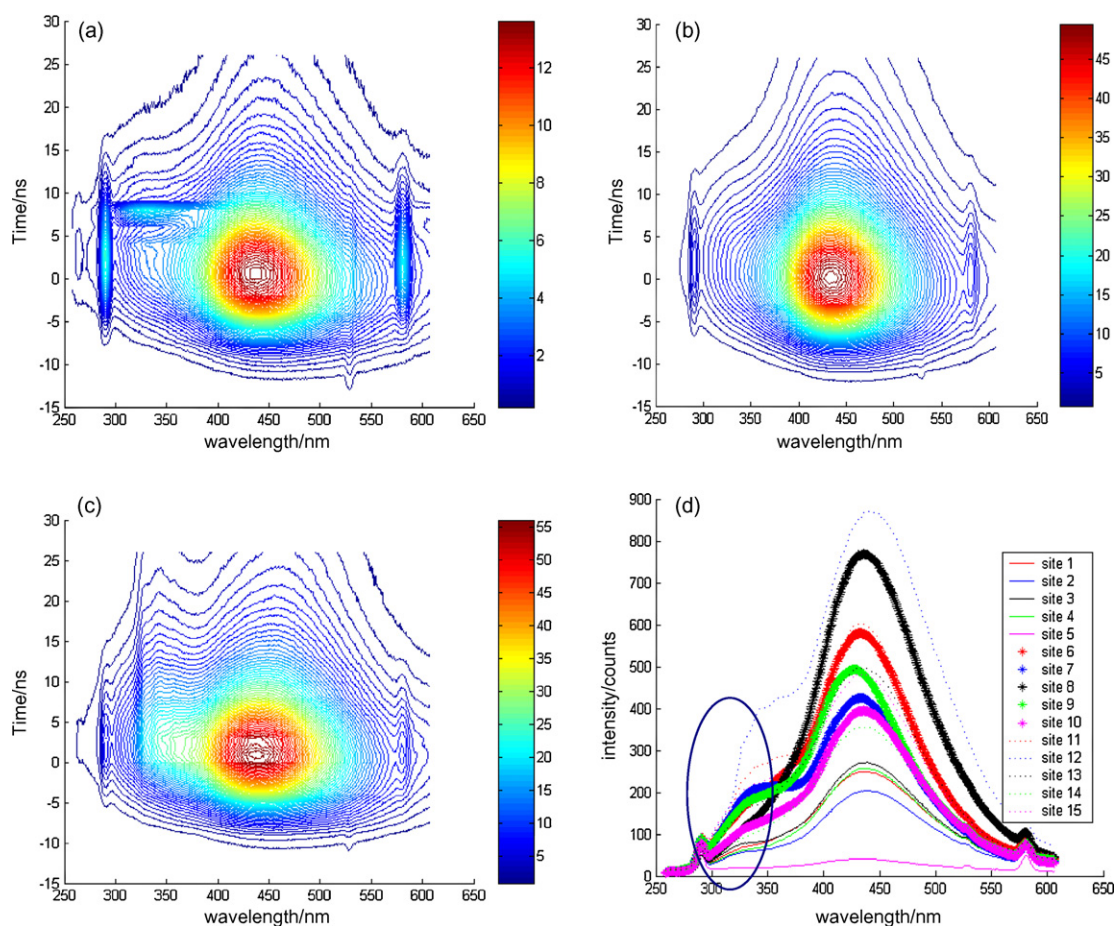 (a)
30
25
20
15
10
5
0
-5
-10
-15
Time/ns
250 300 350 400 450 500 550 600 650
wavelength/nm
12
10
8
6
4
2
(b)
30
25
20
15
10
5
0
-5
-10
-15
Time/ns
250 300 350 400 450 500 550 600 650
wavelength/nm
45
40
35
30
25
20
15
10
5
(c)
30
25
20
15
10
5
0
-5
-10
-15
Time/ns
250 300 350 400 450 500 550 600 650
wavelength/nm
55
50
45
40
35
30
25
20
15
10
5
(d)
900
800
700
600
500
400
300
200
100
0
intensity/counts
250 300 350 400 450 500 550 600 650
wavelength/nm
site 1
site 2
site 3
site 4
site 5
site 6
site 7
site 8
site 9
site 10
site 11
site 12
site 13
site 14
site 15